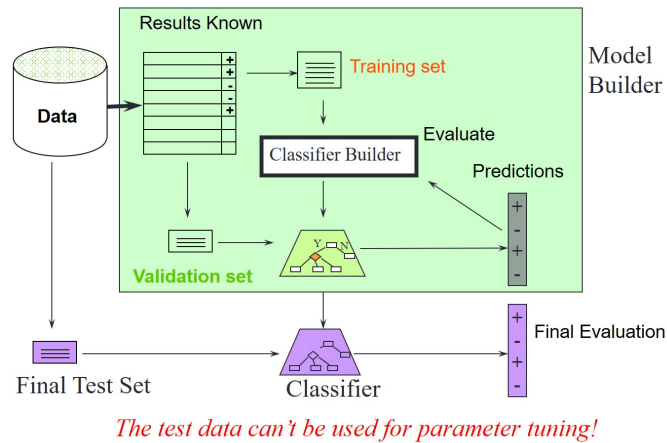 Results Known
Model
Builder
+
+
-
-
+
Training set
Data
Evaluate
Classifier Builder
Predictions
+
-
+
-
Y
N
Validation set
+
-
+
-
Final Evaluation
Final Test Set
Classifier
The test data can't be used for parameter tuning!